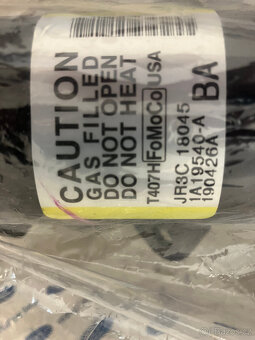 CAUTION
GAS FILLED
DO NOT OPEN
DO NOT HEAT
T407H FoMoCo USA
JR3C 18045
1A19540-A
190426A BA